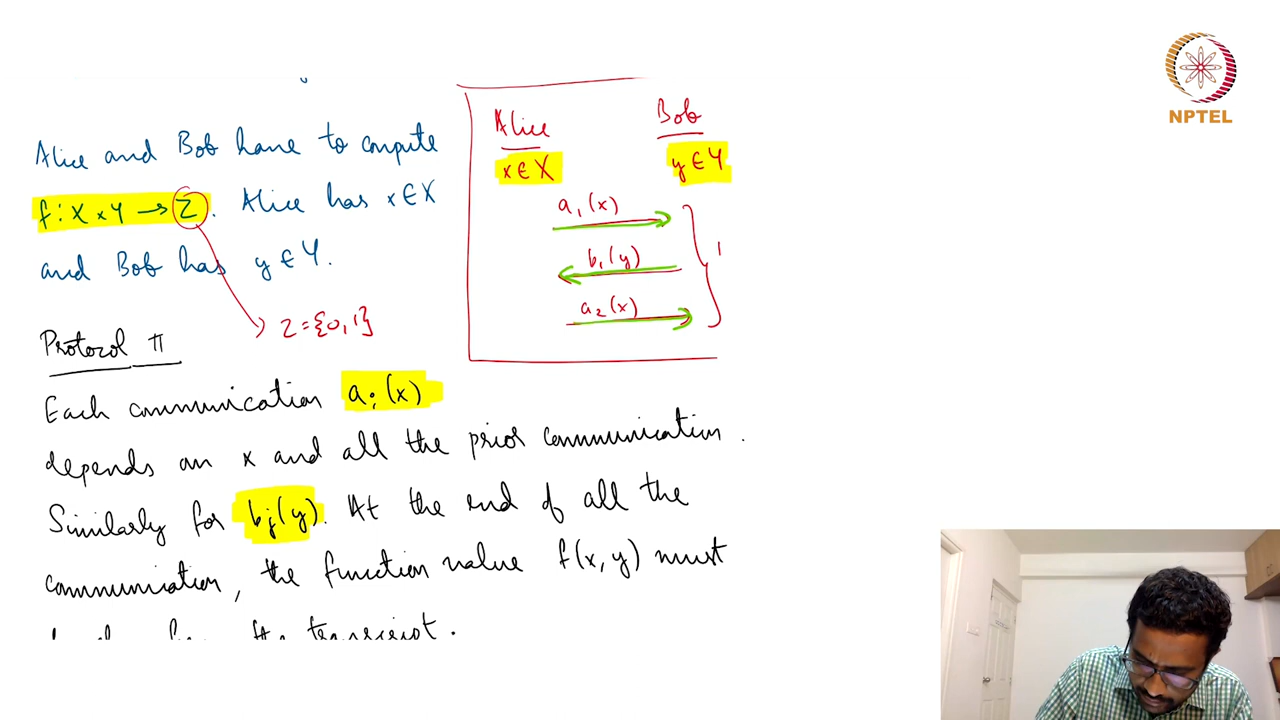 Alice and Bob have to compute
f: X x Y → Z. Alice has x ∈ X
and Bob has y ∈ Y.
Z = {0, 1}
Alice
Bob
x ∈ X
y ∈ Y
a₁(x)
b₁(y)
a₂(x)
Protocol π
Each communication aᵢ(x)
depends on x and all the prior communication.
Similarly for bⱼ(y). At the end of all the
communication, the function value f(x, y) must
the transcript.
NPTEL